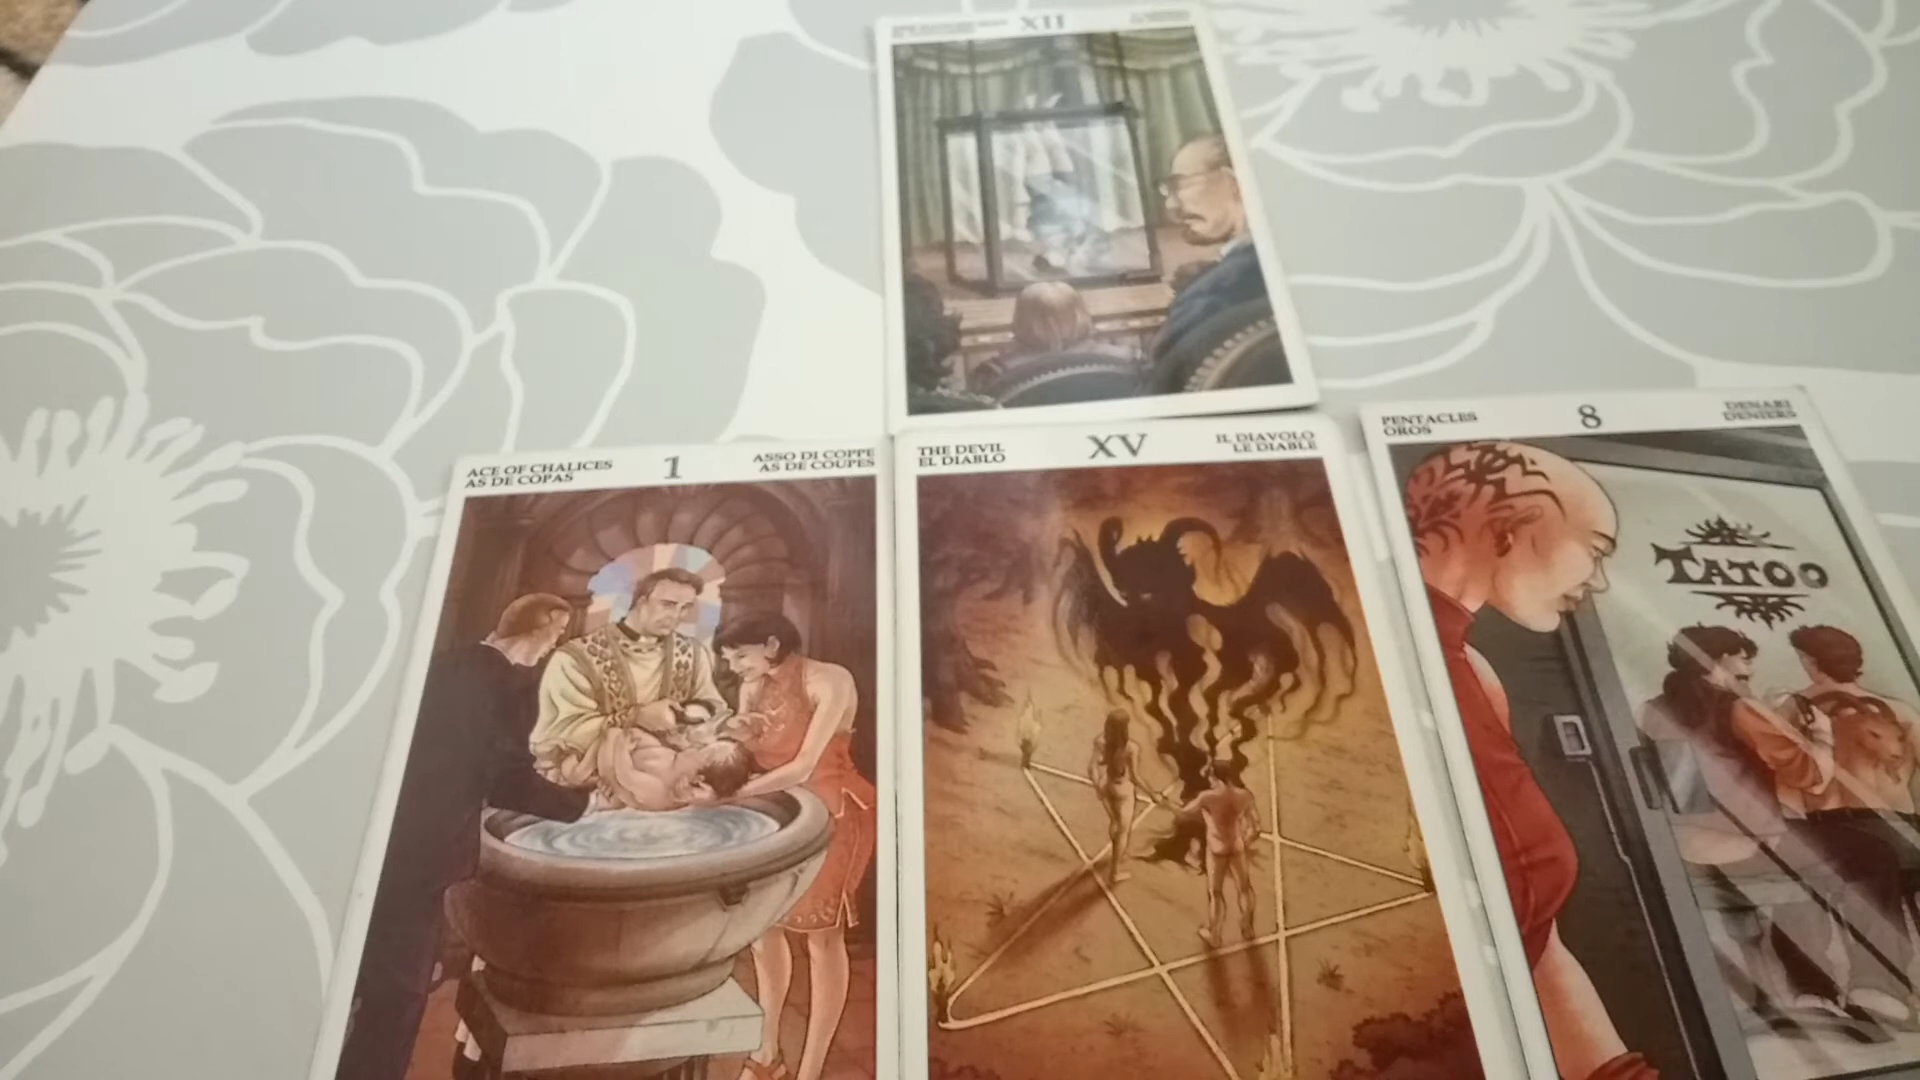 XII
ACE OF CHALICES
AS DE COPAS
1
ASSO DI COPPE
AS DE COUPES
THE DEVIL
EL DIABLO
XV
IL DIAVOLO
LE DIABLE
PENTACLES
OROS
8
DENARI
DENIERS
TATOO